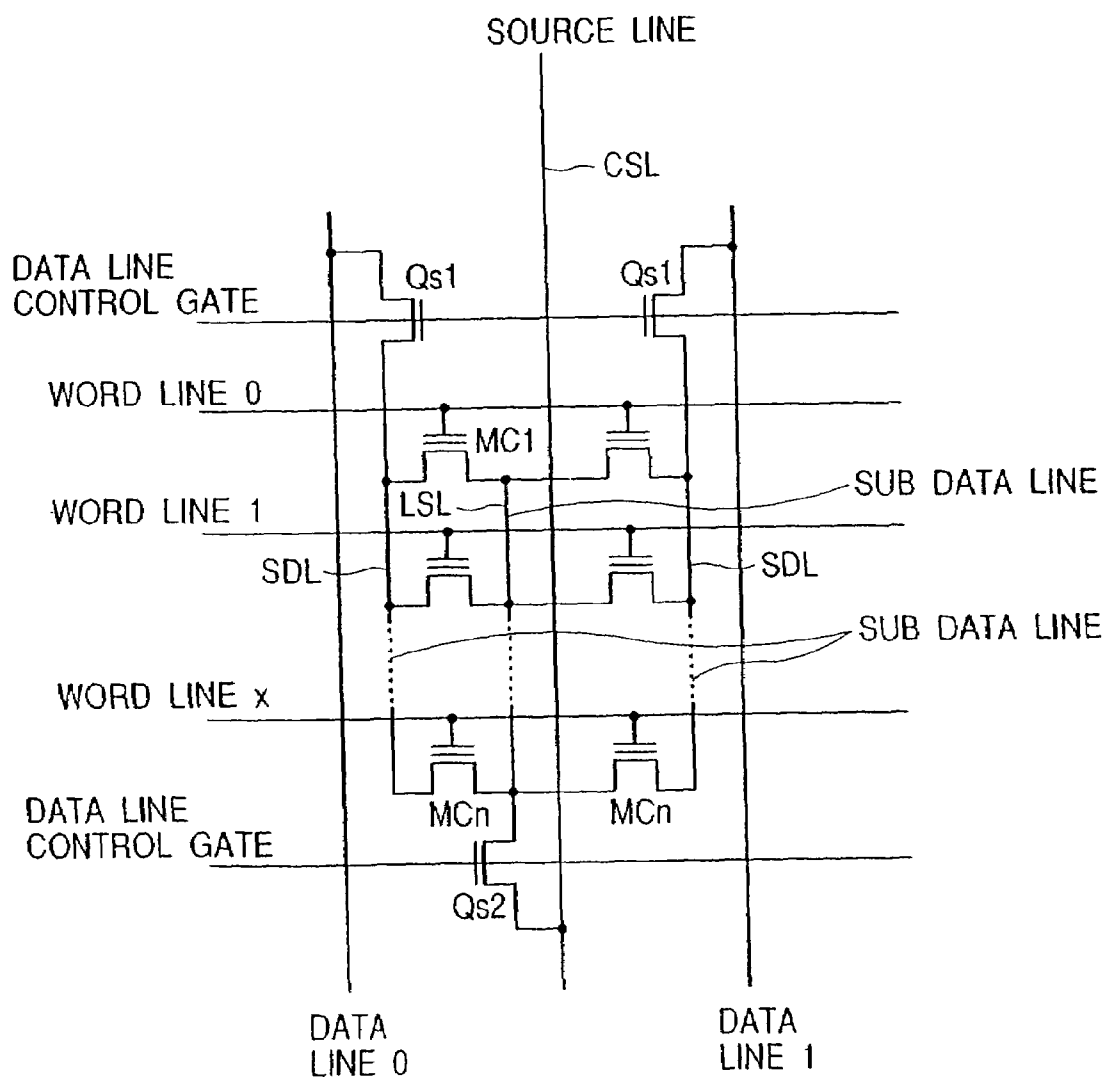 SOURCE LINE
CSL
DATA LINE
CONTROL GATE
Qs1
Qs1
WORD LINE 0
MC1
LSL
SUB DATA LINE
WORD LINE 1
SDL
SDL
SUB DATA LINE
WORD LINE x
MCn
MCn
DATA LINE
CONTROL GATE
Qs2
DATA
LINE 0
DATA
LINE 1